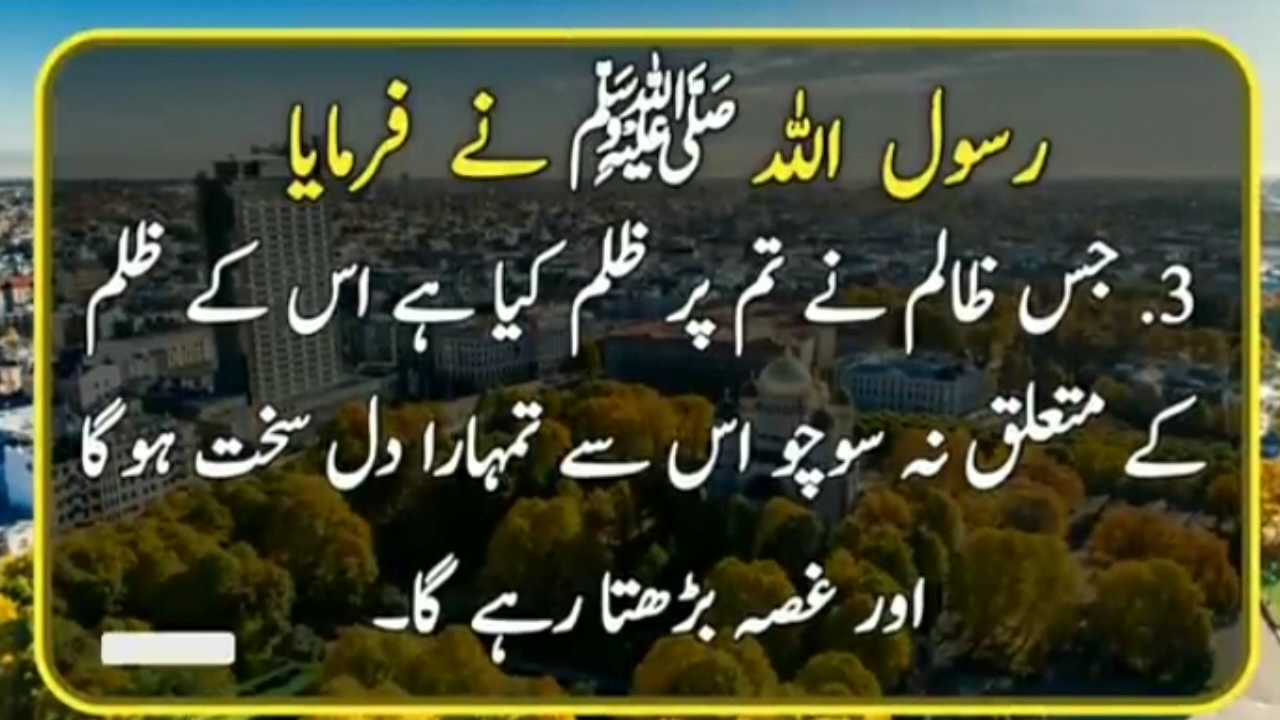 رسول اللہ ﷺ نے فرمایا
3. جس ظالم نے تم پر ظلم کیا ہے اس کے ظلم
کے متعلق نہ سوچو اس سے تمہارا دل سخت ہو گا
اور غصہ بڑھتا رہے گا۔